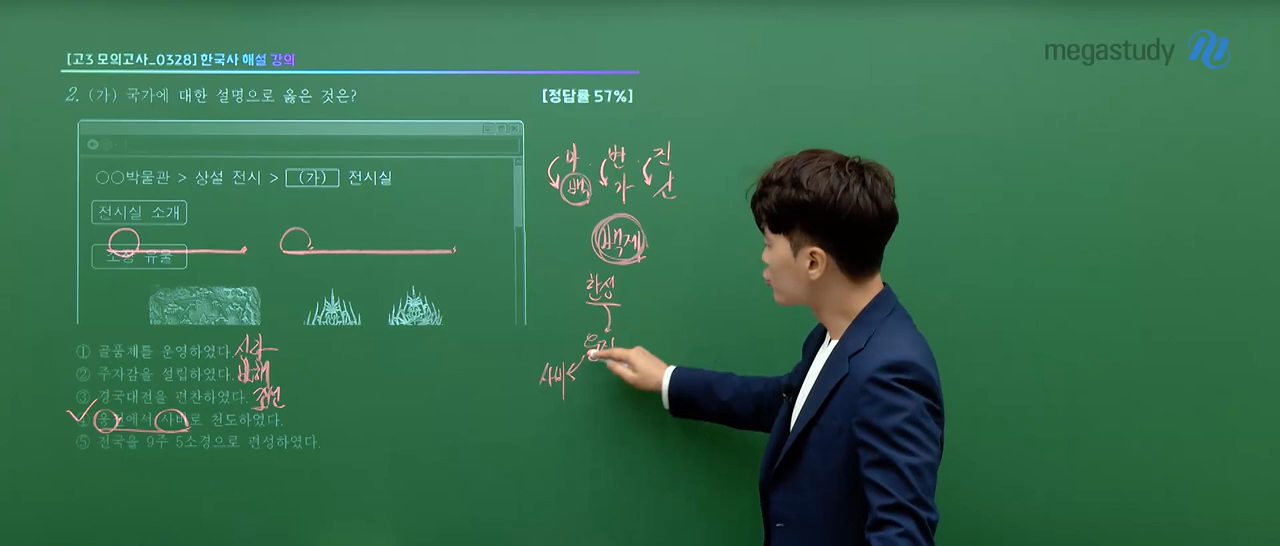 [고3 모의고사_0328] 한국사 해설 강의
megastudy
2. (가) 국가에 대한 설명으로 옳은 것은?
[정답률 57%]
○○박물관 > 상설 전시 > (가) 전시실
전시실 소개
소장 유물
① 골품제를 운영하였다. 신라
② 주자감을 설립하였다. 발해
③ 경국대전을 편찬하였다. 조선
④ 웅진에서 사비로 천도하였다.
⑤ 전국을 9주 5소경으로 편성하였다.
마 변 진
백 가 신
백제
한성
웅진
사비